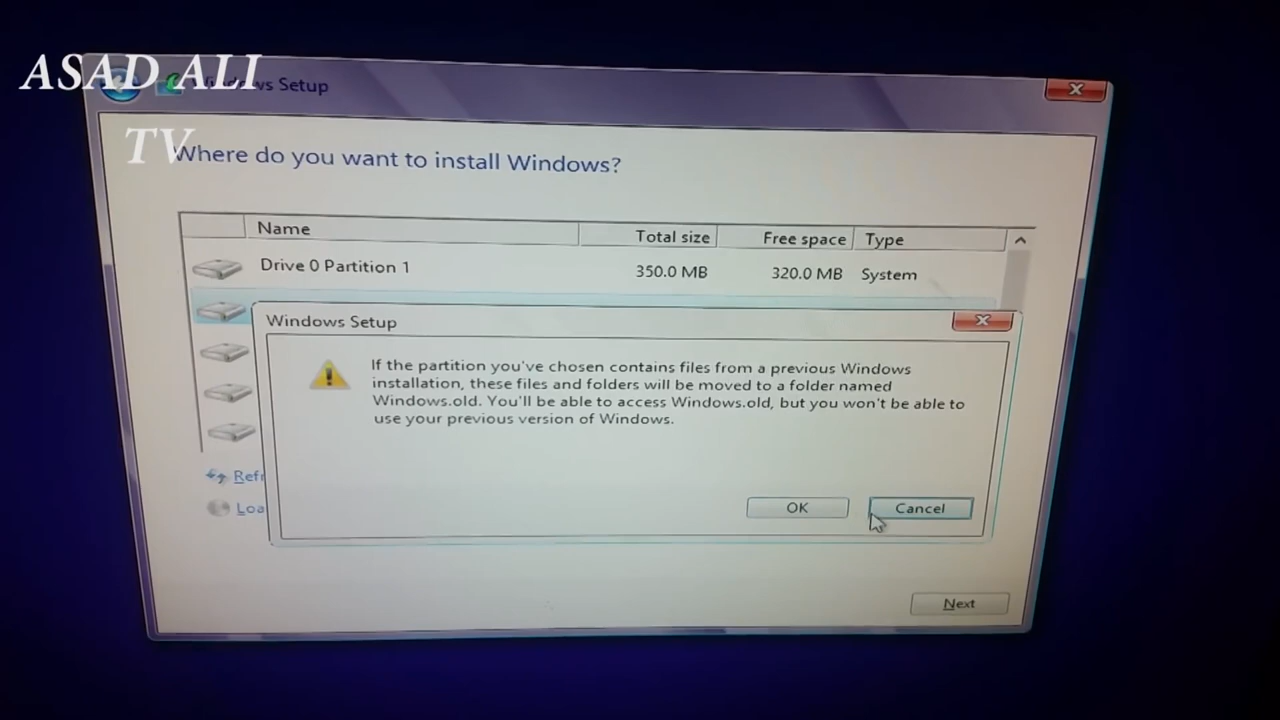 ASAD ALI
TV
Windows Setup
Where do you want to install Windows?
Name Total size Free space Type
Drive 0 Partition 1 350.0 MB 320.0 MB System
Windows Setup
If the partition you've chosen contains files from a previous Windows
installation, these files and folders will be moved to a folder named
Windows.old. You'll be able to access Windows.old, but you won't be able to
use your previous version of Windows.
Refr
Loa
OK Cancel
Next